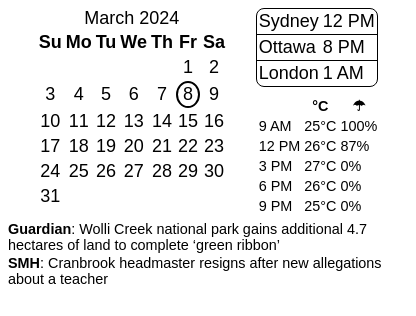 March 2024
Su Mo Tu We Th Fr Sa
1 2
3 4 5 6 7 8 9
10 11 12 13 14 15 16
17 18 19 20 21 22 23
24 25 26 27 28 29 30
31
Sydney 12 PM
Ottawa 8 PM
London 1 AM
°C ☂
9 AM 25°C 100%
12 PM 26°C 87%
3 PM 27°C 0%
6 PM 26°C 0%
9 PM 25°C 0%
Guardian: Wolli Creek national park gains additional 4.7
hectares of land to complete ‘green ribbon’
SMH: Cranbrook headmaster resigns after new allegations
about a teacher